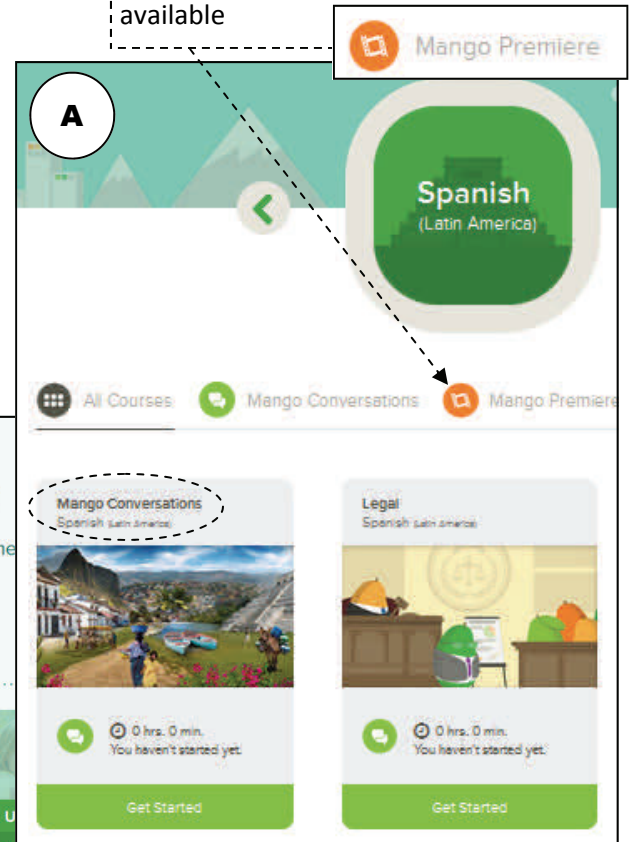 available
Mango Premiere
A
Spanish
(Latin America)
All Courses
Mango Conversations
Mango Premiere
Mango Conversations
Spanish (Latin America)
Legal
Spanish (Latin America)
0 hrs. 0 min.
You haven't started yet.
0 hrs. 0 min.
You haven't started yet.
Get Started
Get Started